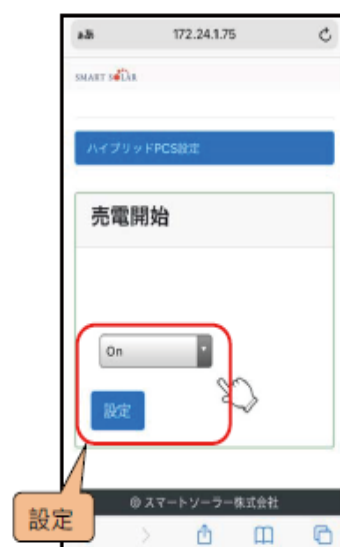 ぁあ 172.24.1.75
SMART SOLAR
ハイブリッドPCS設定
売電開始
On
設定
設定
© スマートソーラー株式会社